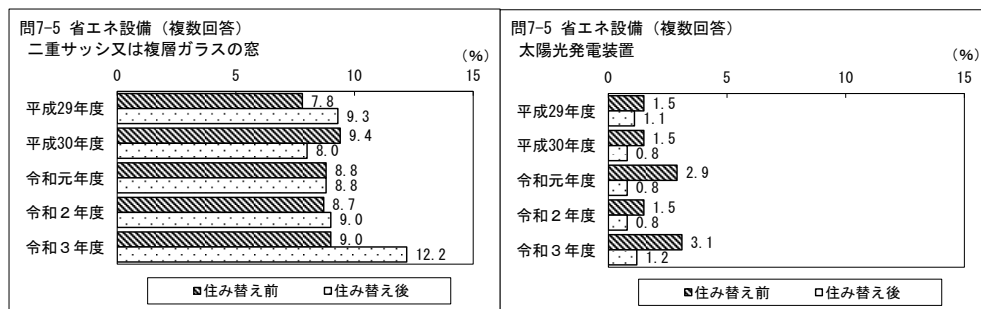 問7-5 省エネ設備（複数回答）
二重サッシ又は複層ガラスの窓
（%）
0 5 10 15
平成29年度 7.8 9.3
平成30年度 9.4 8.0
令和元年度 8.8 8.8
令和２年度 8.7 9.0
令和３年度 9.0 12.2
住み替え前 住み替え後
問7-5 省エネ設備（複数回答）
太陽光発電装置
（%）
0 5 10 15
平成29年度 1.5 1.1
平成30年度 1.5 0.8
令和元年度 2.9 0.8
令和２年度 1.5 0.8
令和３年度 3.1 1.2
住み替え前 住み替え後